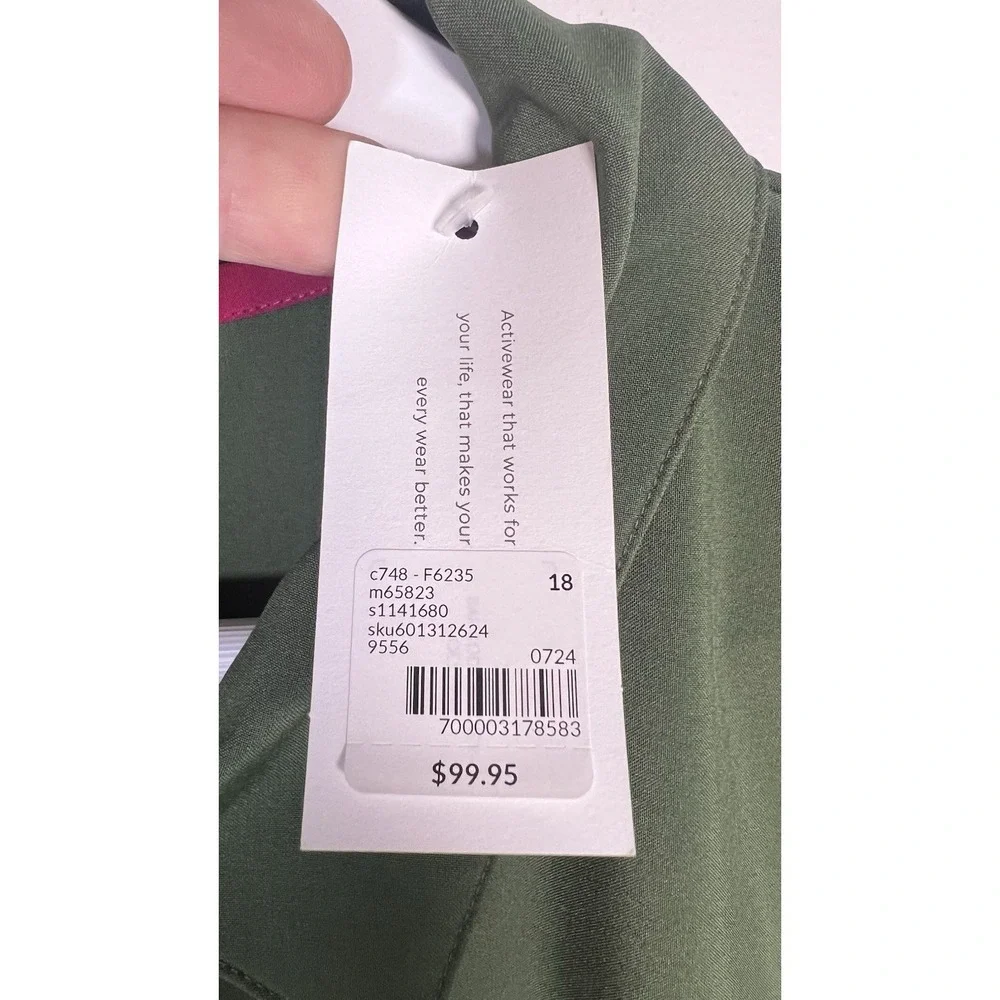 Activewear that works for
your life, that makes your
every wear better.
c748 - F6235
18
m65823
s1141680
sku601312624
9556
0724
700003178583
$99.95